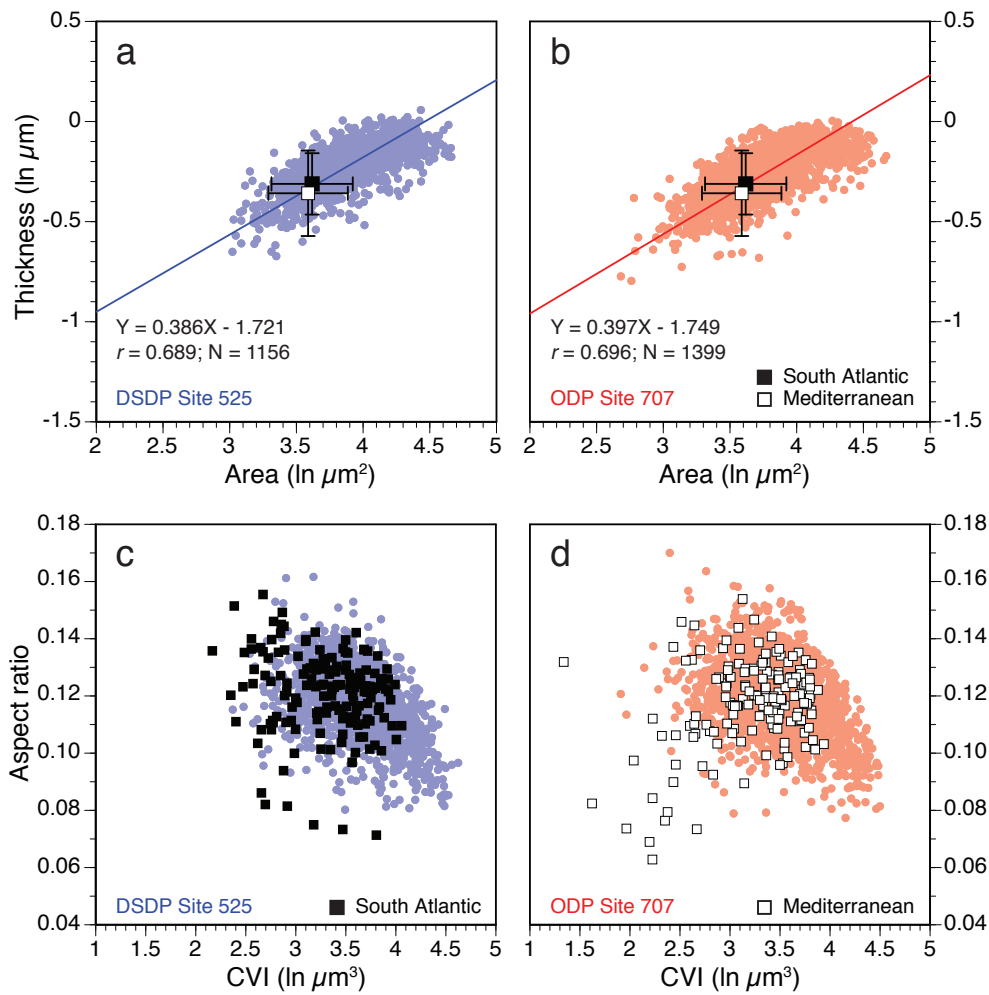 a
0.5
0
-0.5
-1
-1.5
Thickness (ln µm)
Y = 0.386X - 1.721
r = 0.689; N = 1156
DSDP Site 525
2 2.5 3 3.5 4 4.5 5
Area (ln µm²)
b
0.5
0
-0.5
-1
-1.5
Y = 0.397X - 1.749
r = 0.696; N = 1399
ODP Site 707
South Atlantic
Mediterranean
2 2.5 3 3.5 4 4.5 5
Area (ln µm²)
c
0.18
0.16
0.14
0.12
0.10
0.08
0.06
0.04
Aspect ratio
DSDP Site 525
South Atlantic
1 1.5 2 2.5 3 3.5 4 4.5 5
CVI (ln µm³)
d
0.18
0.16
0.14
0.12
0.10
0.08
0.06
0.04
ODP Site 707
Mediterranean
1 1.5 2 2.5 3 3.5 4 4.5 5
CVI (ln µm³)